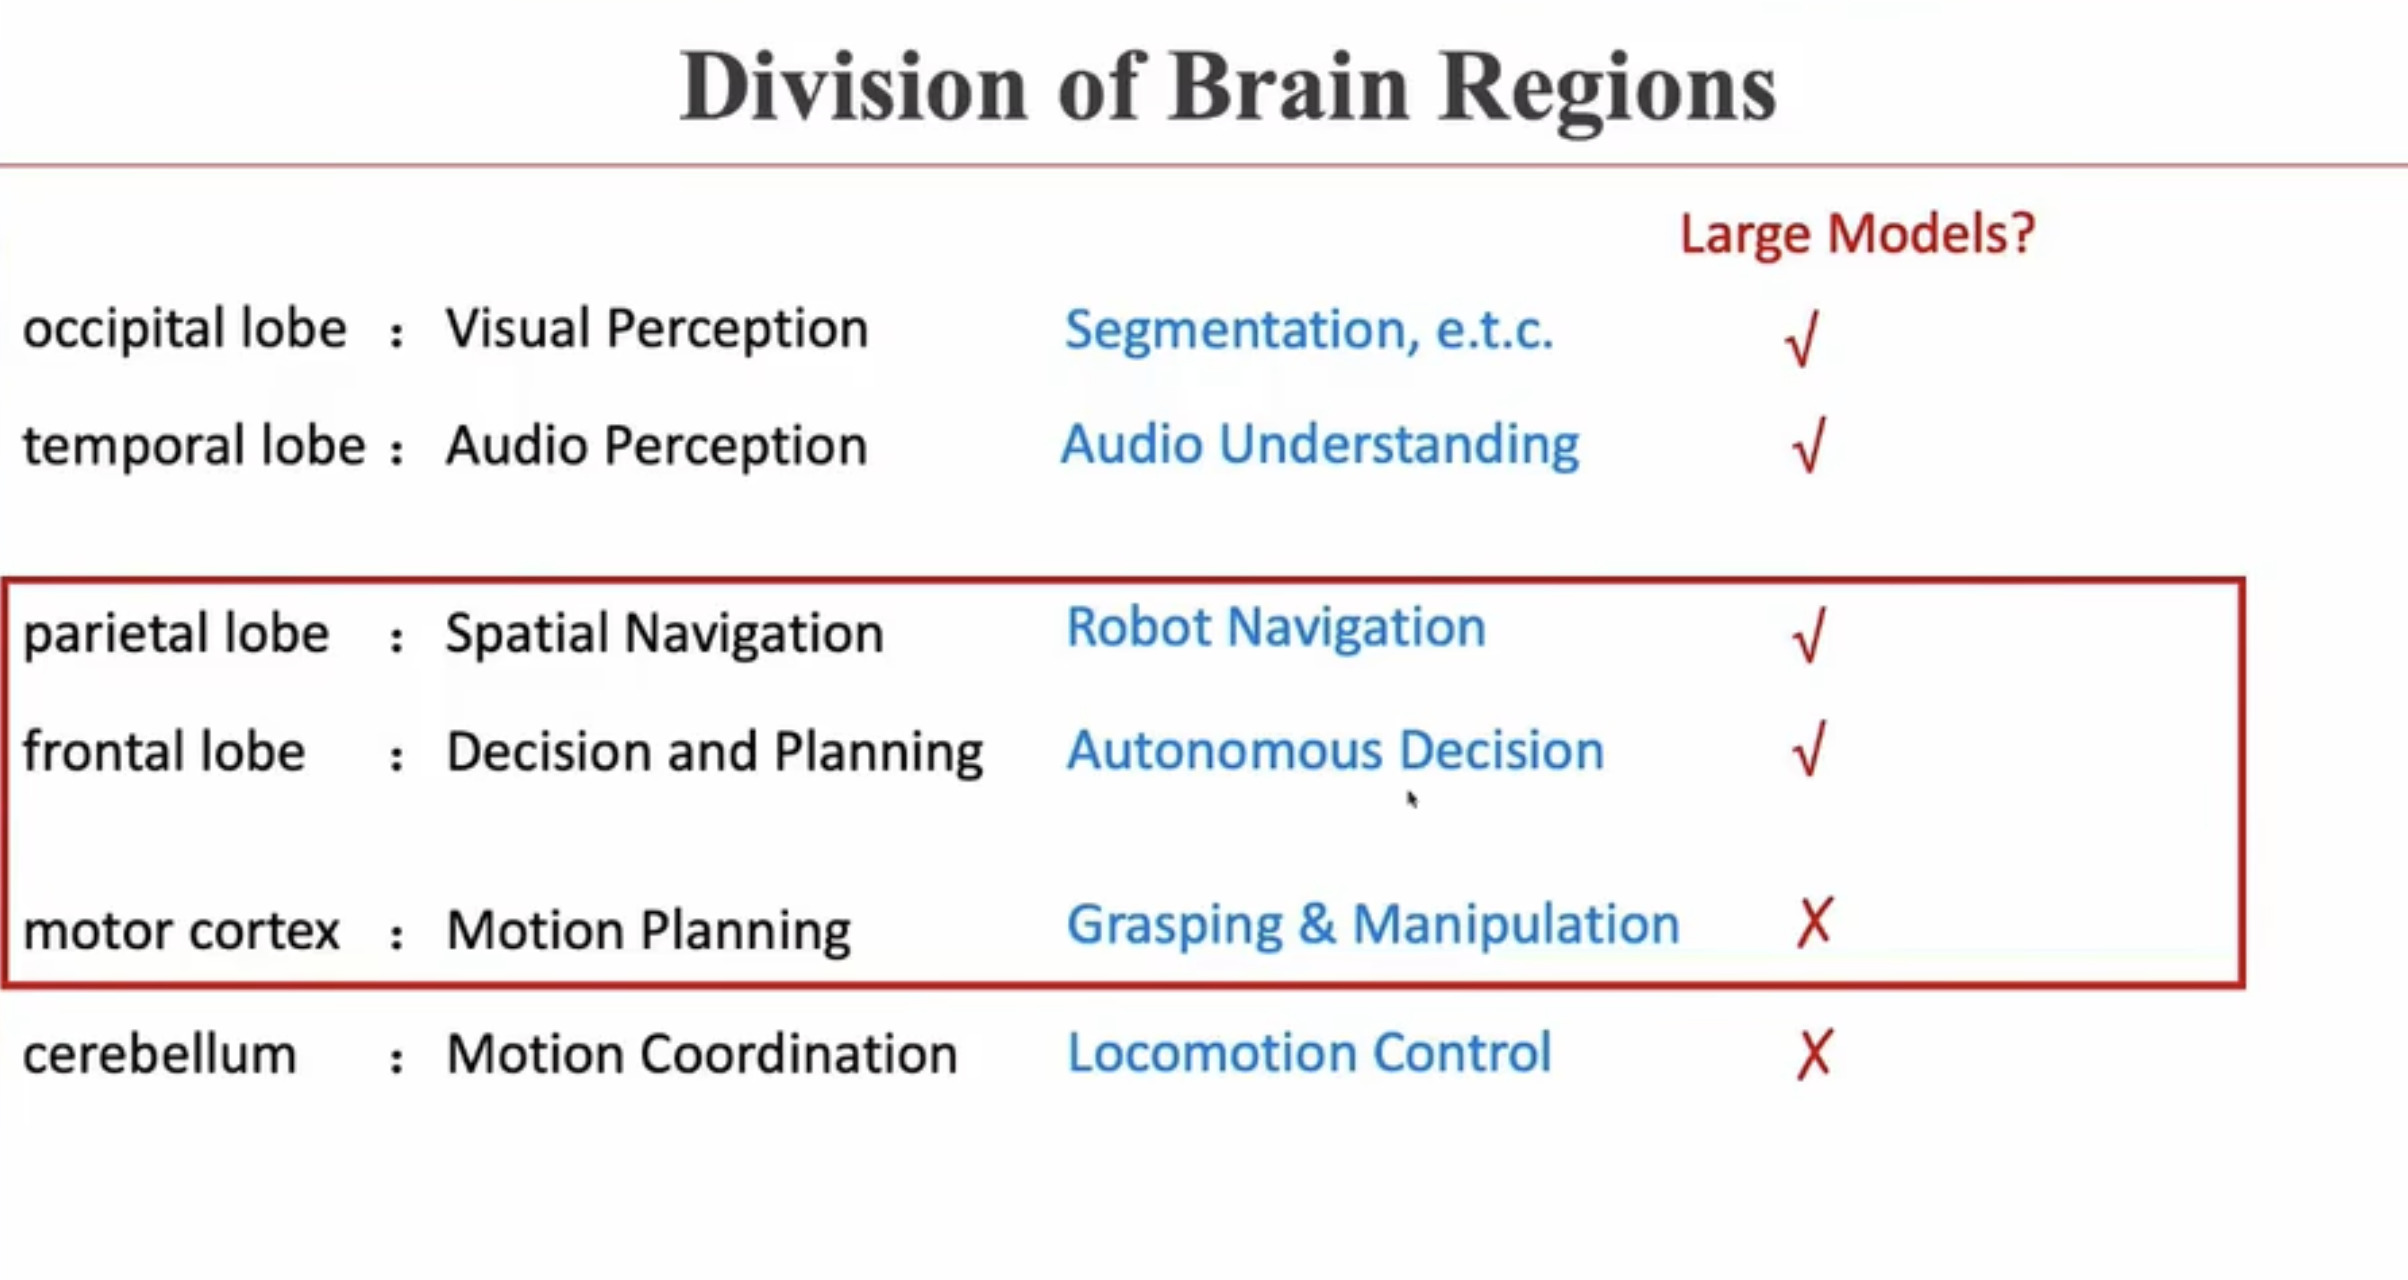 Division of Brain Regions
Large Models?
occipital lobe : Visual Perception Segmentation, e.t.c. √
temporal lobe : Audio Perception Audio Understanding √
parietal lobe : Spatial Navigation Robot Navigation √
frontal lobe : Decision and Planning Autonomous Decision √
motor cortex : Motion Planning Grasping & Manipulation ✗
cerebellum : Motion Coordination Locomotion Control ✗